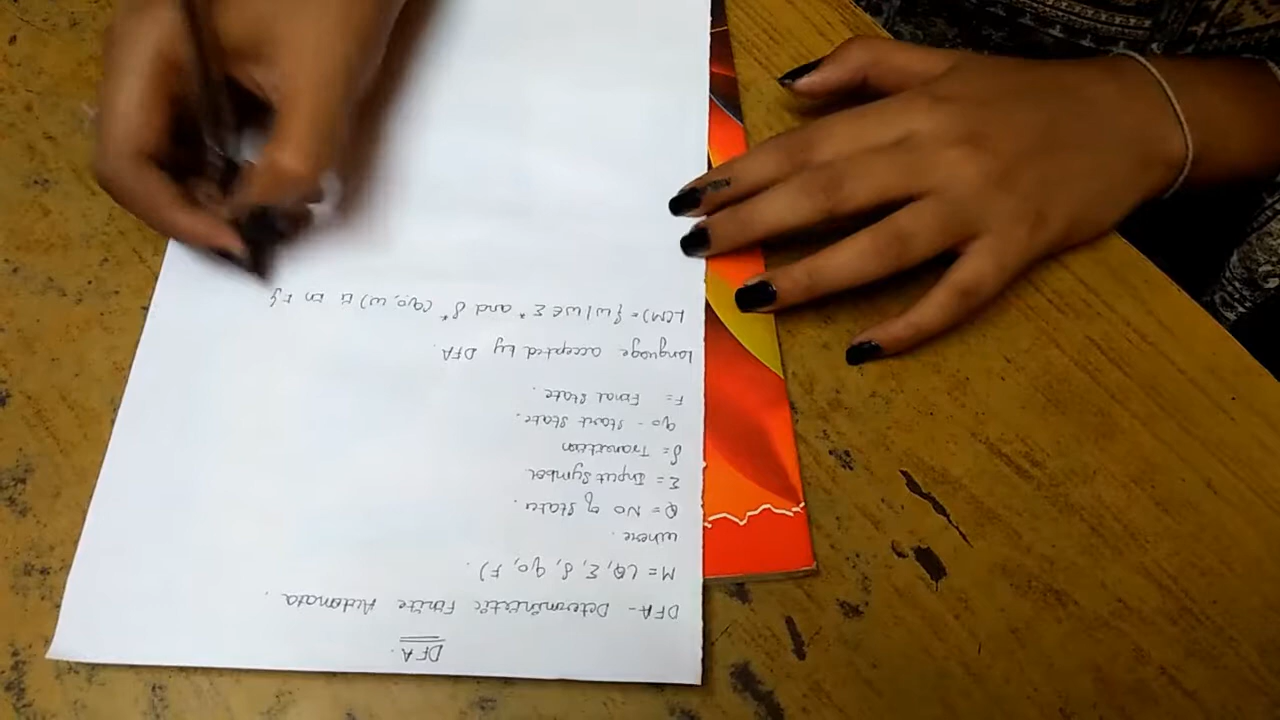 DFA.
DFA - Deterministic Finite Automata.
M = (Q, Σ, δ, q0, F).
where.
Q = No of States.
Σ = Input Symbol
δ = Transition
q0 - Start State.
F = Final State.
Language accepted by DFA.
L(M) = {w | w ∈ Σ* and δ* (q0, w) is in F}